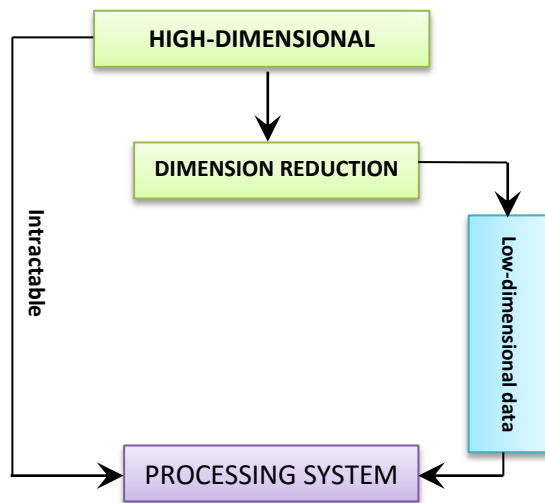 HIGH-DIMENSIONAL
DIMENSION REDUCTION
Intractable
Low-dimensional data
PROCESSING SYSTEM